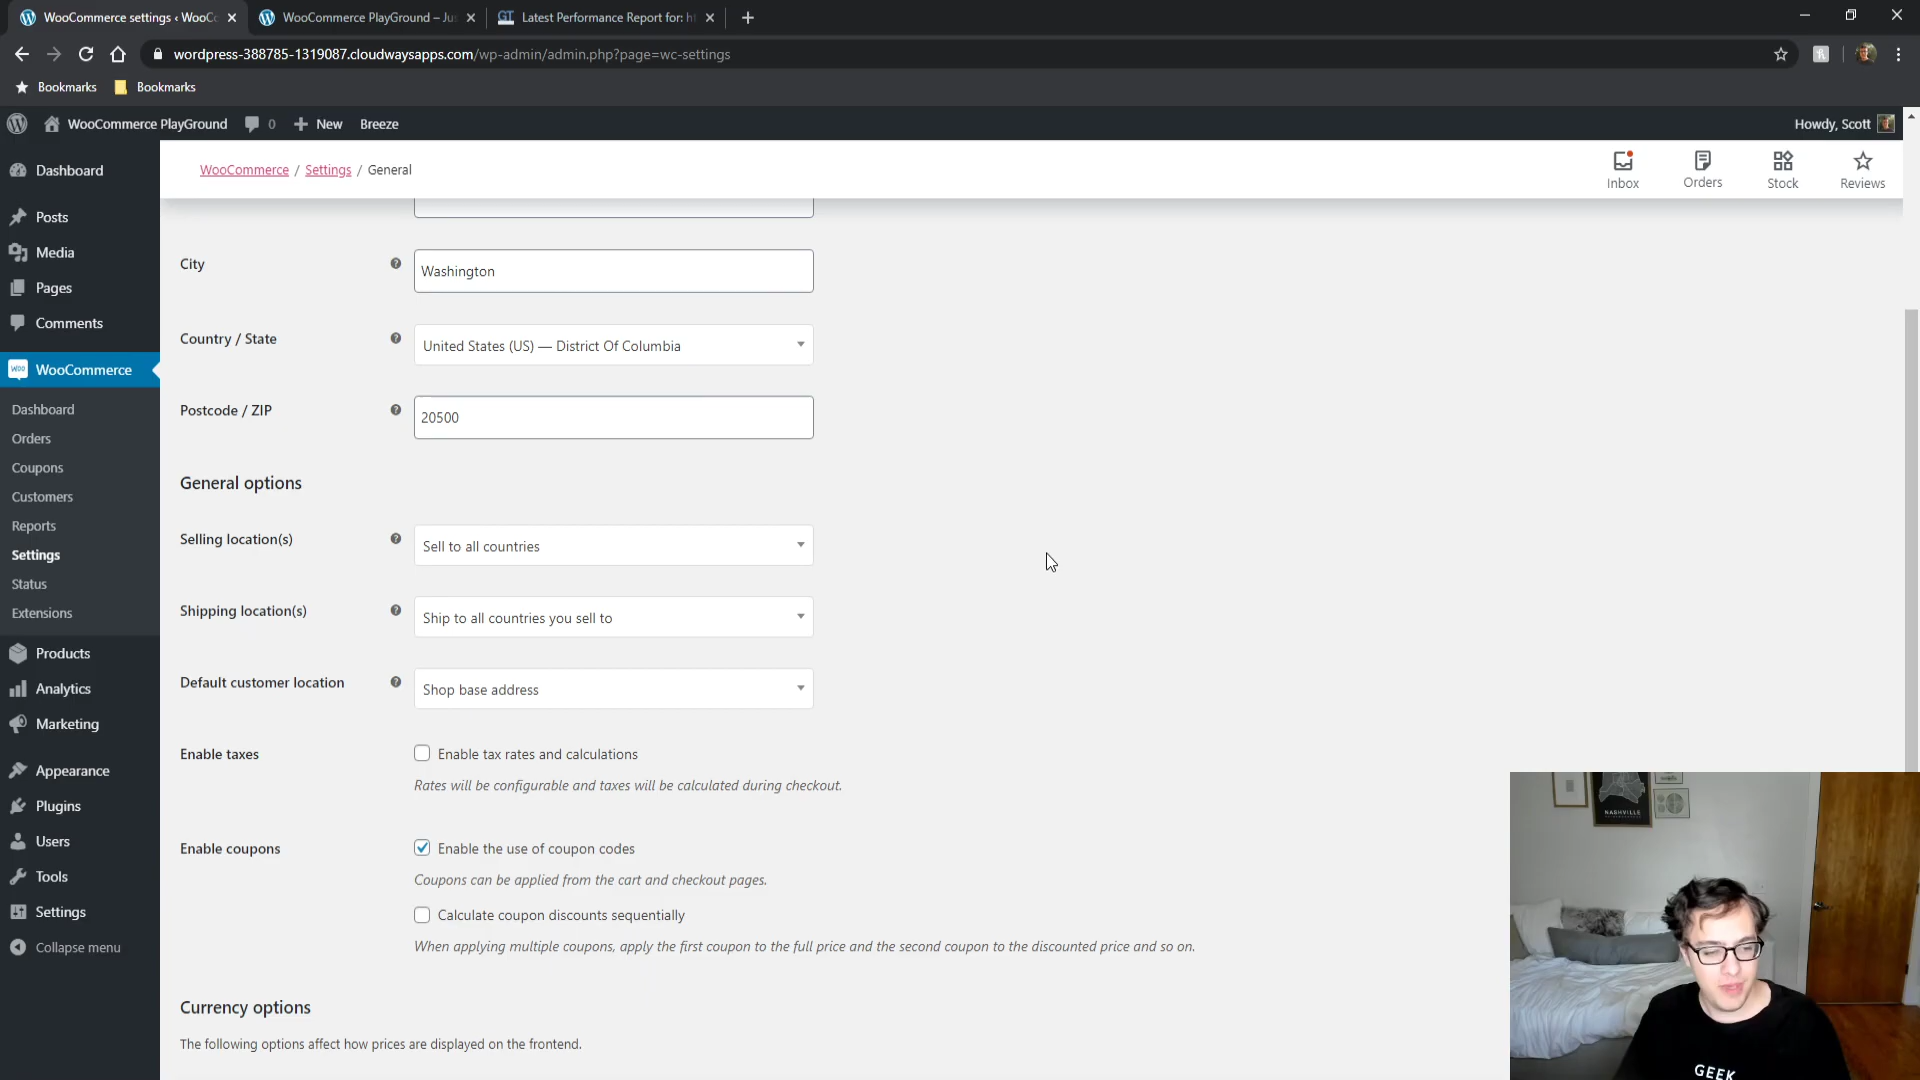 WooCommerce settings ‹ WooC
WooCommerce PlayGround – Ju
GT
Latest Performance Report for: h
wordpress-388785-1319087.cloudwaysapps.com/wp-admin/admin.php?page=wc-settings
Bookmarks
Bookmarks
WooCommerce PlayGround
0
New
Breeze
Howdy, Scott
WooCommerce / Settings / General
Inbox
Orders
Stock
Reviews
Dashboard
Posts
Media
Pages
Comments
Woo
WooCommerce
Dashboard
Orders
Coupons
Customers
Reports
Settings
Status
Extensions
Products
Analytics
Marketing
Appearance
Plugins
Users
Tools
Settings
Collapse menu
City
Washington
Country / State
United States (US) — District Of Columbia
Postcode / ZIP
20500
General options
Selling location(s)
Sell to all countries
Shipping location(s)
Ship to all countries you sell to
Default customer location
Shop base address
Enable taxes
Enable tax rates and calculations
Rates will be configurable and taxes will be calculated during checkout.
Enable coupons
Enable the use of coupon codes
Coupons can be applied from the cart and checkout pages.
Calculate coupon discounts sequentially
When applying multiple coupons, apply the first coupon to the full price and the second coupon to the discounted price and so on.
Currency options
The following options affect how prices are displayed on the frontend.
NASHVILLE
GEEK